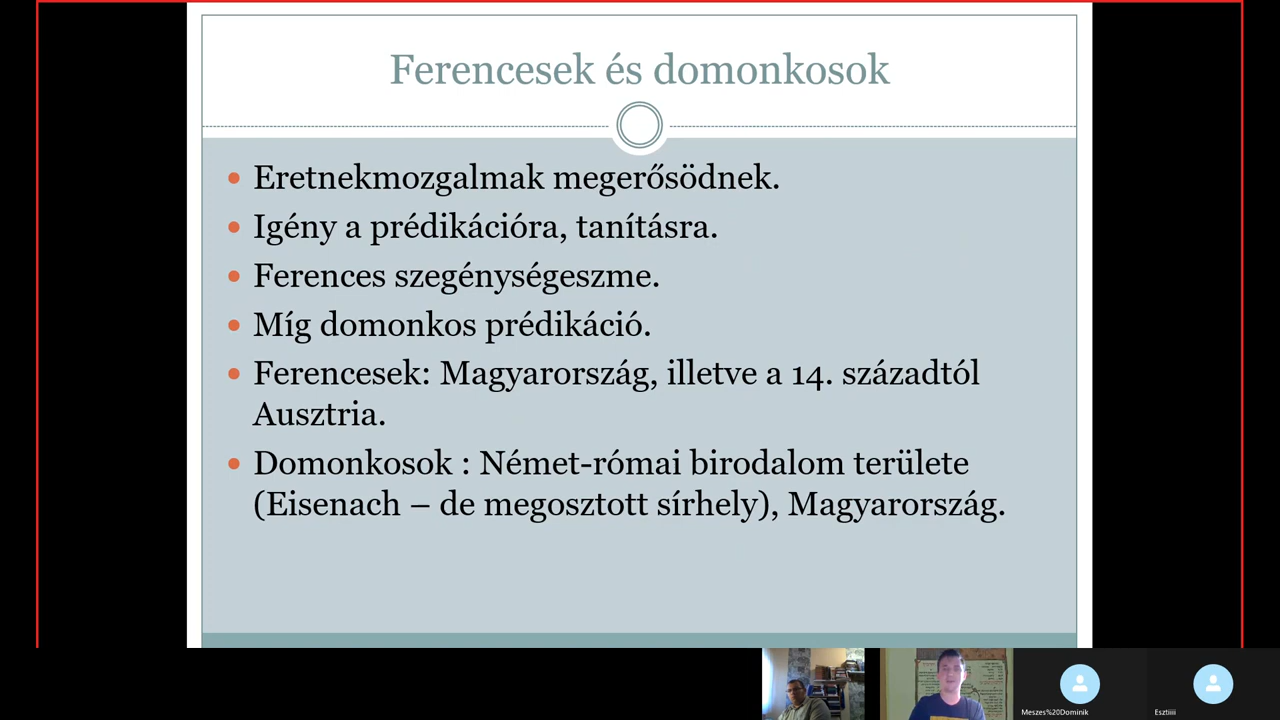 Ferencesek és domonkosok
Eretnekmozgalmak megerősödnek.
Igény a prédikációra, tanításra.
Ferences szegénységeszme.
Míg domonkos prédikáció.
Ferencesek: Magyarország, illetve a 14. századtól
Ausztria.
Domonkosok : Német-római birodalom területe
(Eisenach – de megosztott sírhely), Magyarország.
Meszes%20Dominik
Esztiiii